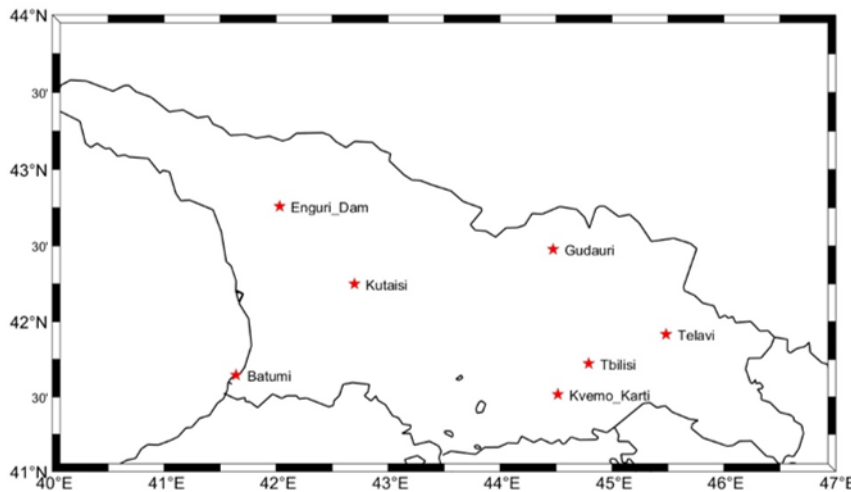 44°N
30'
43°N
Enguri_Dam
30'
Gudauri
Kutaisi
42°N
Telavi
Tbilisi
Batumi
30'
Kvemo_Karti
41°N
40°E
41°E
42°E
43°E
44°E
45°E
46°E
47°E